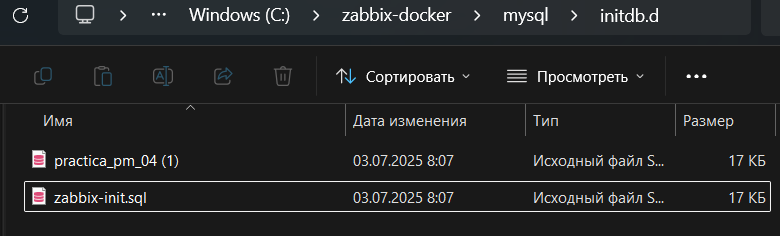 Windows (C:) zabbix-docker mysql initdb.d
Сортировать Просмотреть
Имя Дата изменения Тип Размер
practica_pm_04 (1) 03.07.2025 8:07 Исходный файл S... 17 КБ
zabbix-init.sql 03.07.2025 8:07 Исходный файл S... 17 КБ